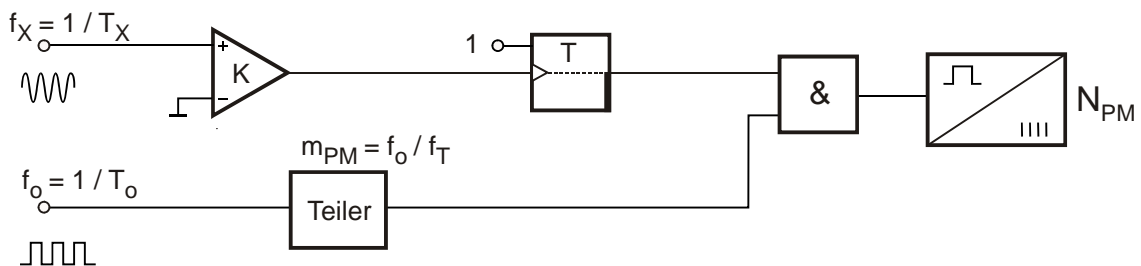 f_X = 1 / T_X
+
K
−
1
T
&
N_PM
m_PM = f_o / f_T
f_o = 1 / T_o
Teiler